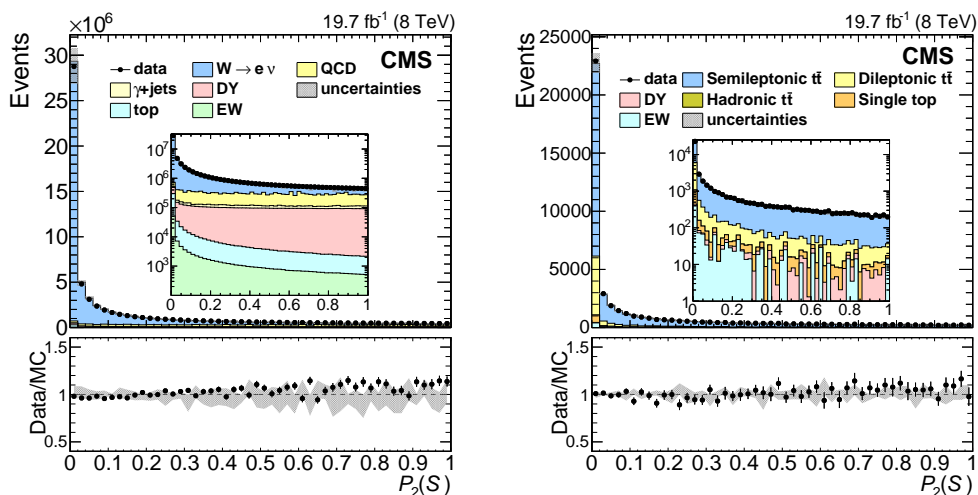 ×10⁶
19.7 fb⁻¹ (8 TeV)
CMS
Events
data
W → e ν
QCD
γ+jets
DY
uncertainties
top
EW
30
25
20
15
10
5
0
10⁷
10⁶
10⁵
10⁴
10³
0 0.2 0.4 0.6 0.8 1
Data/MC
1.5
1
0.5
0 0.1 0.2 0.3 0.4 0.5 0.6 0.7 0.8 0.9 1
P₂(S)
19.7 fb⁻¹ (8 TeV)
CMS
Events
data
Semileptonic tt̄
Dileptonic tt̄
DY
Hadronic tt̄
Single top
EW
uncertainties
25000
20000
15000
10000
5000
0
10⁴
10³
10²
10
1
0 0.2 0.4 0.6 0.8 1
Data/MC
1.5
1
0.5
0 0.1 0.2 0.3 0.4 0.5 0.6 0.7 0.8 0.9 1
P₂(S)